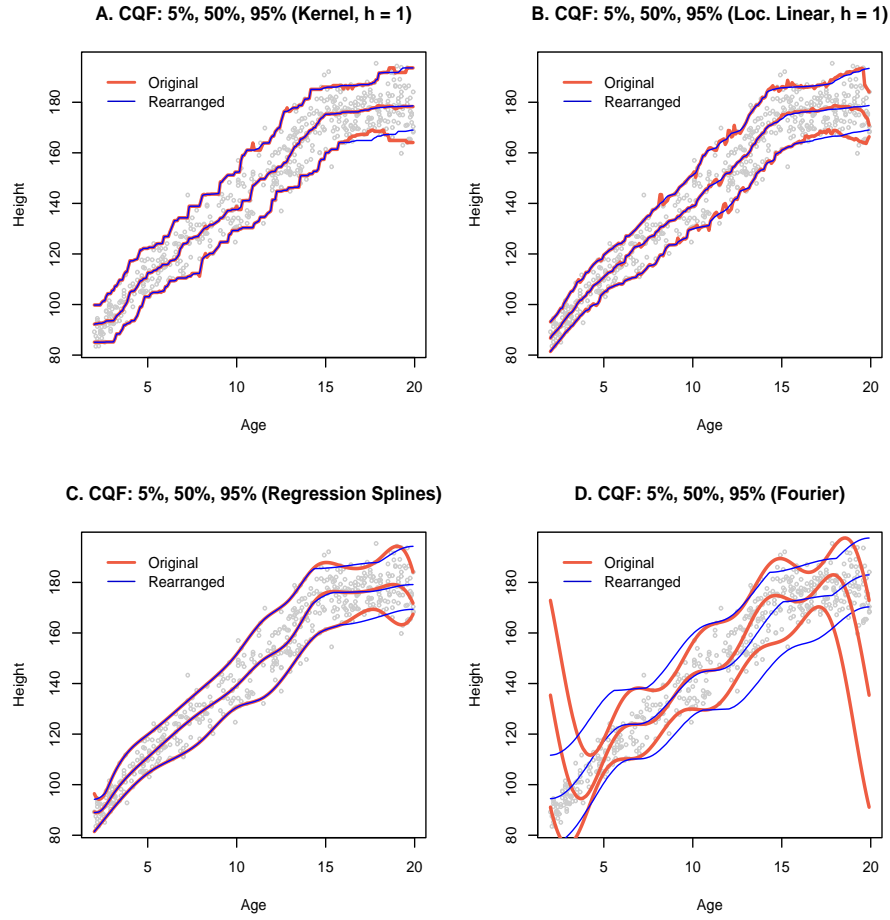 A. CQF: 5%, 50%, 95% (Kernel, h = 1)
Original
Rearranged
Height
80 100 120 140 160 180
5 10 15 20
Age
B. CQF: 5%, 50%, 95% (Loc. Linear, h = 1)
Original
Rearranged
Height
80 100 120 140 160 180
5 10 15 20
Age
C. CQF: 5%, 50%, 95% (Regression Splines)
Original
Rearranged
Height
80 100 120 140 160 180
5 10 15 20
Age
D. CQF: 5%, 50%, 95% (Fourier)
Original
Rearranged
Height
80 100 120 140 160 180
5 10 15 20
Age